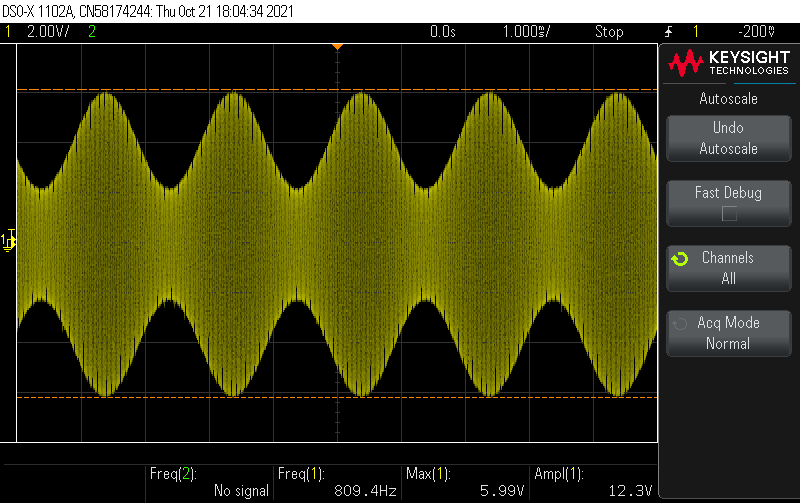 DSO-X 1102A, CN58174244: Thu Oct 21 18:04:34 2021
1 2.00V/ 2 0.0s 1.000ms/ Stop 1 -200mV
KEYSIGHT
TECHNOLOGIES
Autoscale
Undo
Autoscale
Fast Debug
Channels
All
Acq Mode
Normal
1
Freq(2): Freq(1): Max(1): Ampl(1):
No signal 809.4Hz 5.99V 12.3V